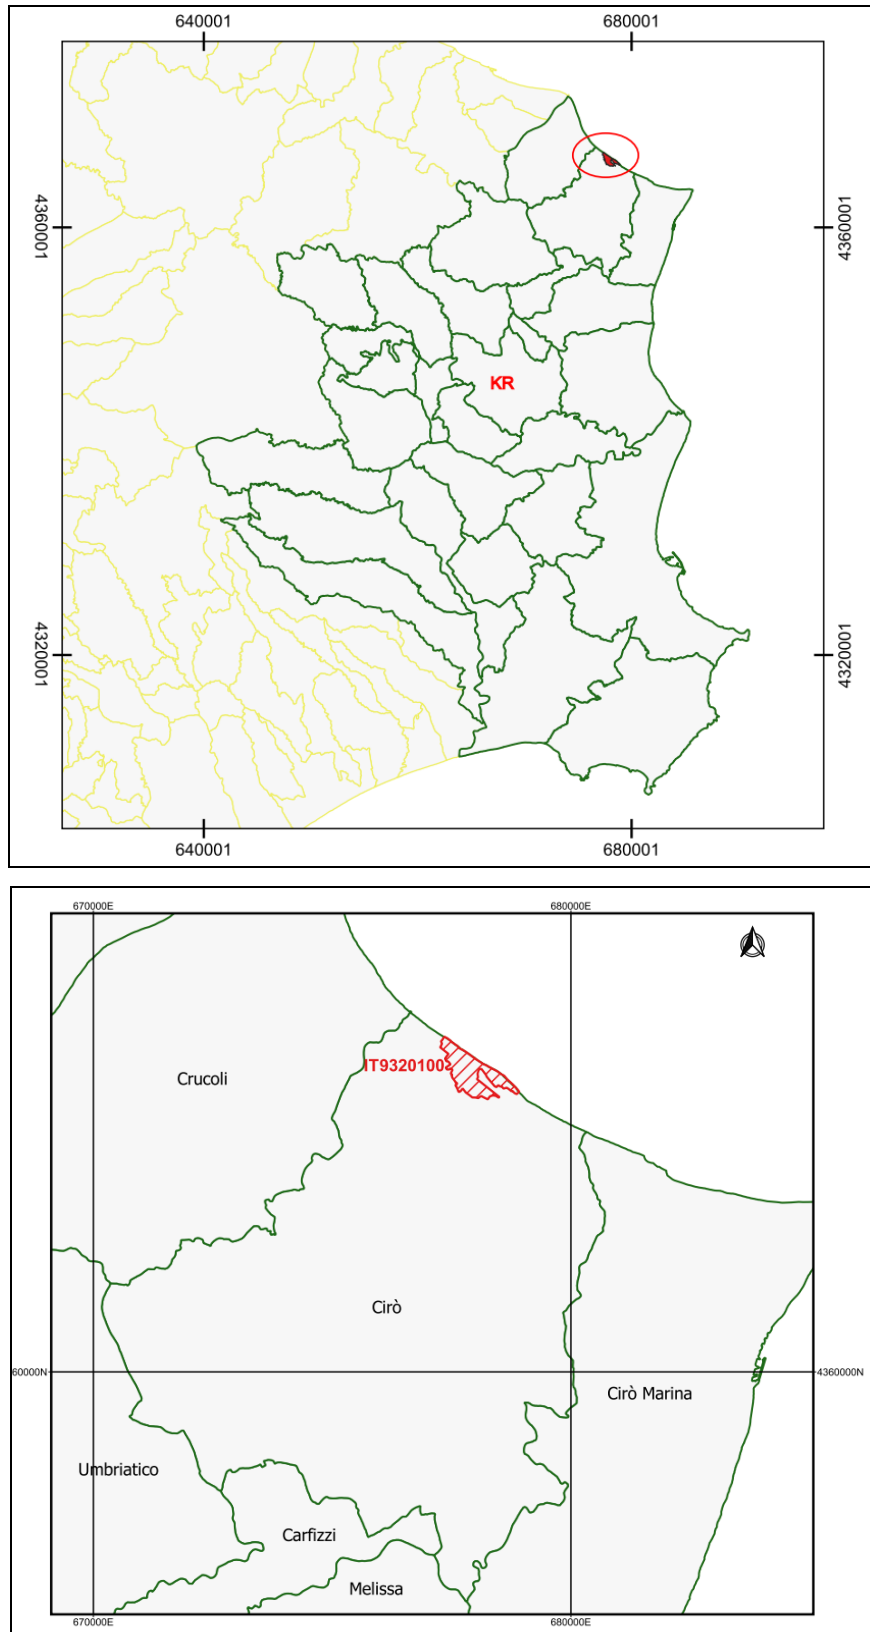 640001 680001
4360001 4360001
KR
4320001 4320001
640001 680001
670000E 680000E
IT9320100
Crucoli
Cirò
60000N 4360000N
Cirò Marina
Umbriatico
Carfizzi
Melissa
670000E 680000E